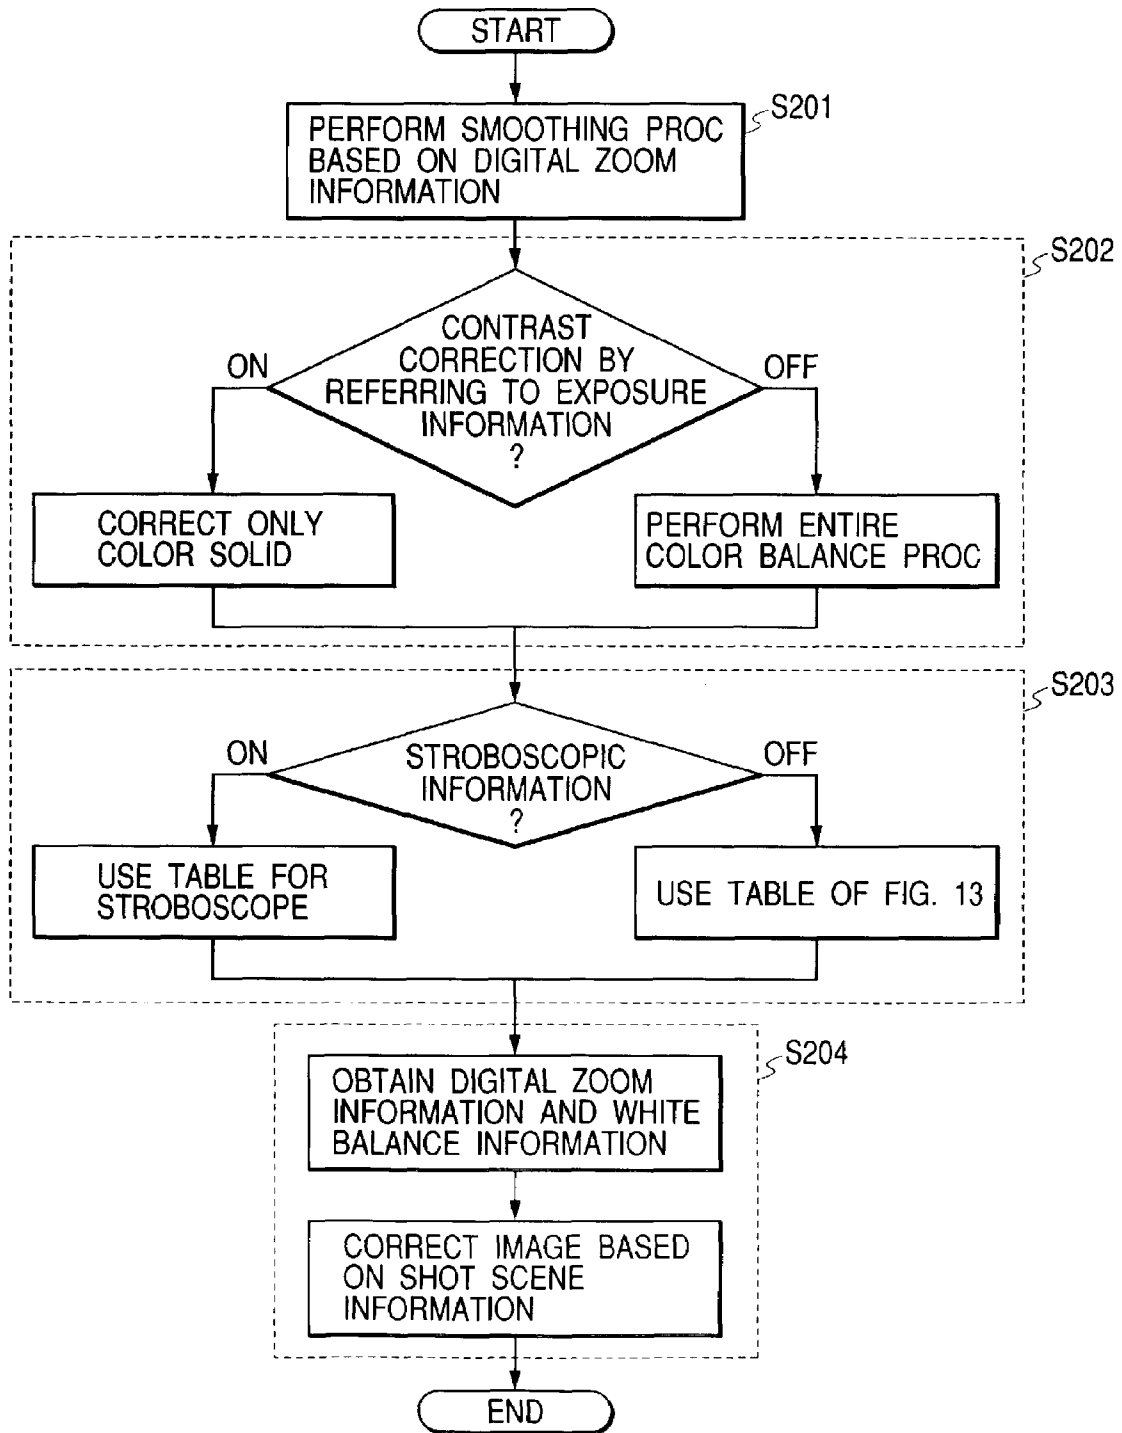 START
S201
PERFORM SMOOTHING PROC
BASED ON DIGITAL ZOOM
INFORMATION
S202
CONTRAST
CORRECTION BY
REFERRING TO EXPOSURE
INFORMATION
?
ON
OFF
CORRECT ONLY
COLOR SOLID
PERFORM ENTIRE
COLOR BALANCE PROC
S203
STROBOSCOPIC
INFORMATION
?
ON
OFF
USE TABLE FOR
STROBOSCOPE
USE TABLE OF FIG. 13
S204
OBTAIN DIGITAL ZOOM
INFORMATION AND WHITE
BALANCE INFORMATION
CORRECT IMAGE BASED
ON SHOT SCENE
INFORMATION
END